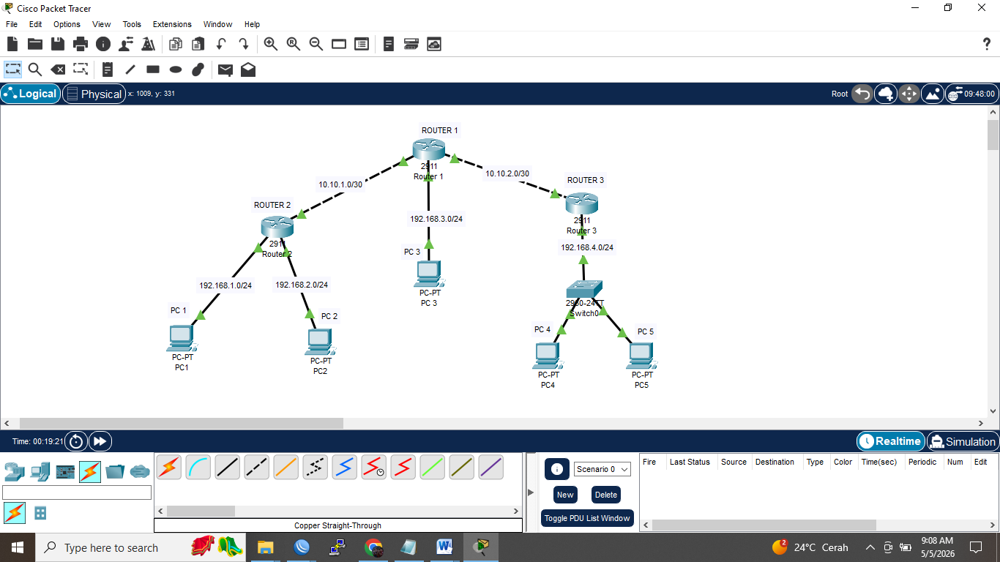 Cisco Packet Tracer
File Edit Options View Tools Extensions Window Help
Logical Physical x: 1009, y: 331 Root 09:48:00
ROUTER 1
2911
Router 1
10.10.1.0/30
10.10.2.0/30
ROUTER 3
2911
Router 3
ROUTER 2
2911
Router 2
192.168.3.0/24
192.168.4.0/24
PC 3
PC-PT
PC 3
192.168.1.0/24
192.168.2.0/24
2960-24TT
Switch0
PC 1
PC-PT
PC1
PC 2
PC-PT
PC2
PC 4
PC-PT
PC4
PC 5
PC-PT
PC5
Time: 00:19:21 Realtime Simulation
Scenario 0
New Delete
Toggle PDU List Window
Fire Last Status Source Destination Type Color Time(sec) Periodic Num Edit
Copper Straight-Through
Type here to search
24°C Cerah
9:08 AM
5/5/2026